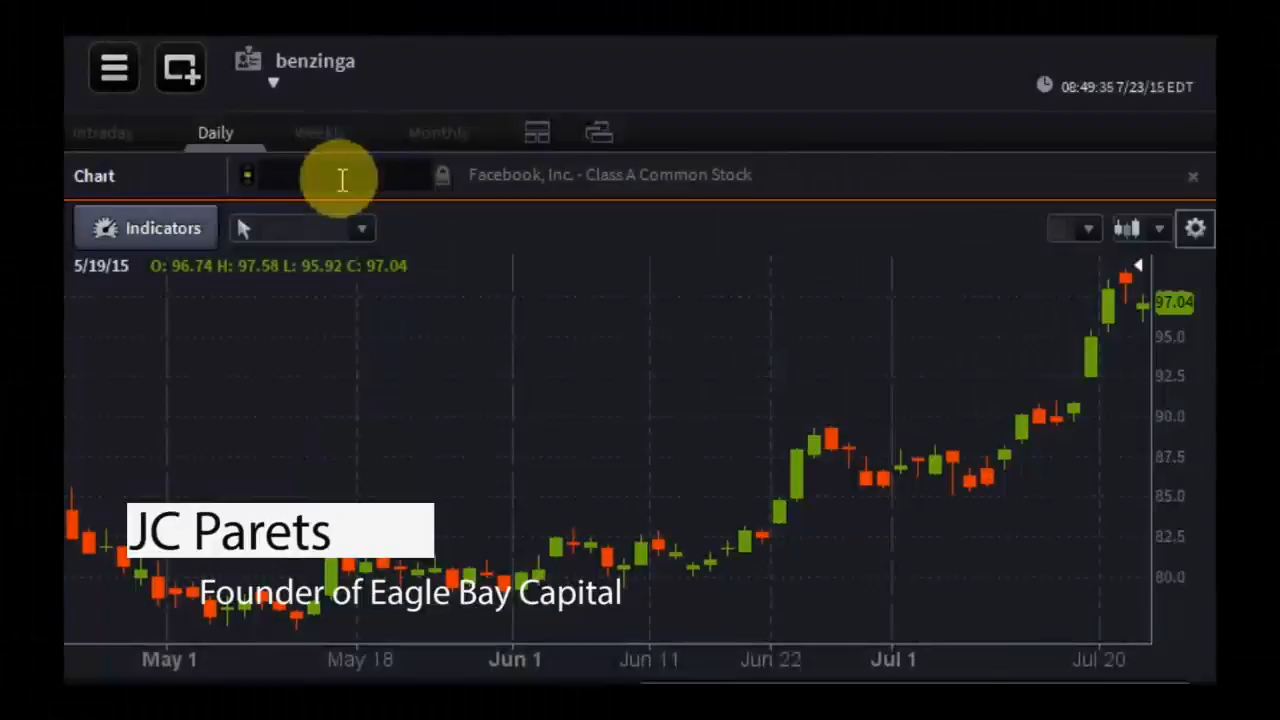 benzinga
08:49:35 7/23/15 EDT
Intraday Daily Weekly Monthly
Chart Facebook, Inc. - Class A Common Stock
Indicators
5/19/15 O: 96.74 H: 97.58 L: 95.92 C: 97.04
97.04
95.0
92.5
90.0
87.5
85.0
82.5
80.0
JC Parets
Founder of Eagle Bay Capital
May 1 May 18 Jun 1 Jun 11 Jun 22 Jul 1 Jul 20